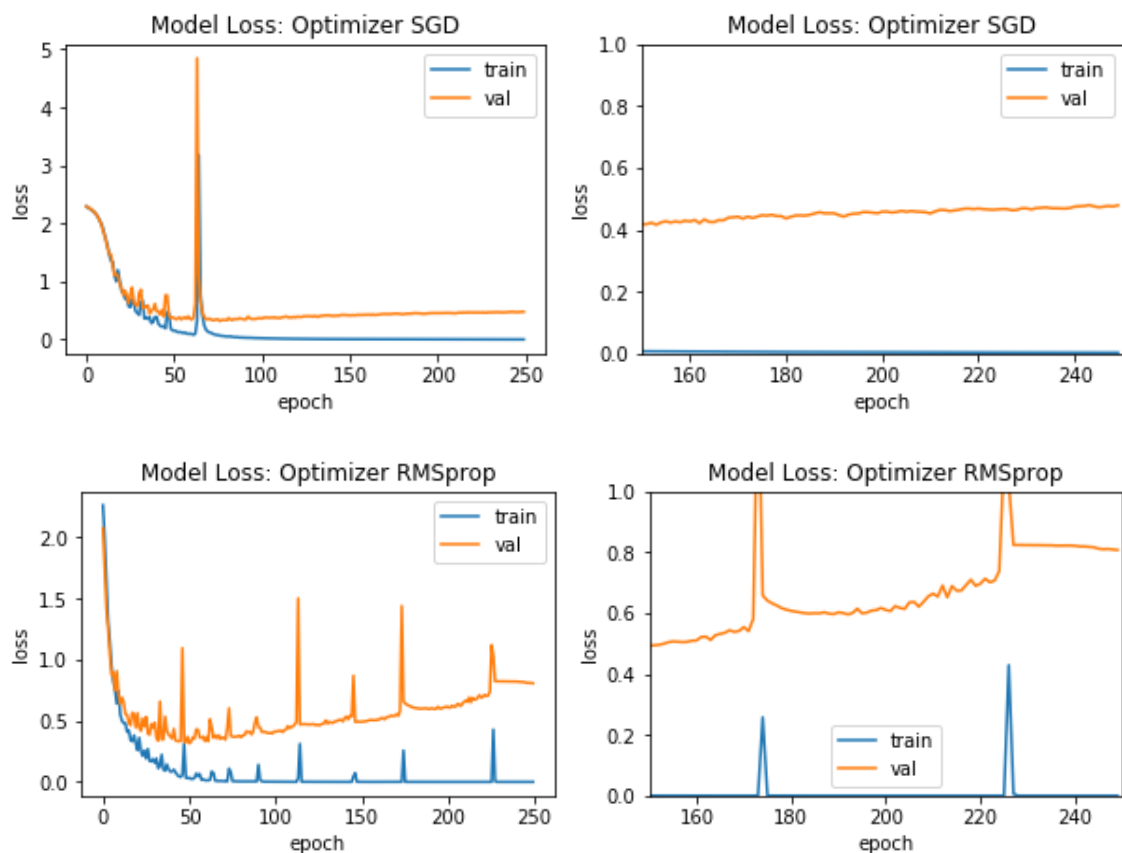 Model Loss: Optimizer SGD
5
4
3
2
1
0
loss
train
val
0 50 100 150 200 250
epoch
Model Loss: Optimizer SGD
1.0
0.8
0.6
0.4
0.2
0.0
loss
train
val
160 180 200 220 240
epoch
Model Loss: Optimizer RMSprop
2.0
1.5
1.0
0.5
0.0
loss
train
val
0 50 100 150 200 250
epoch
Model Loss: Optimizer RMSprop
1.0
0.8
0.6
0.4
0.2
0.0
loss
train
val
160 180 200 220 240
epoch